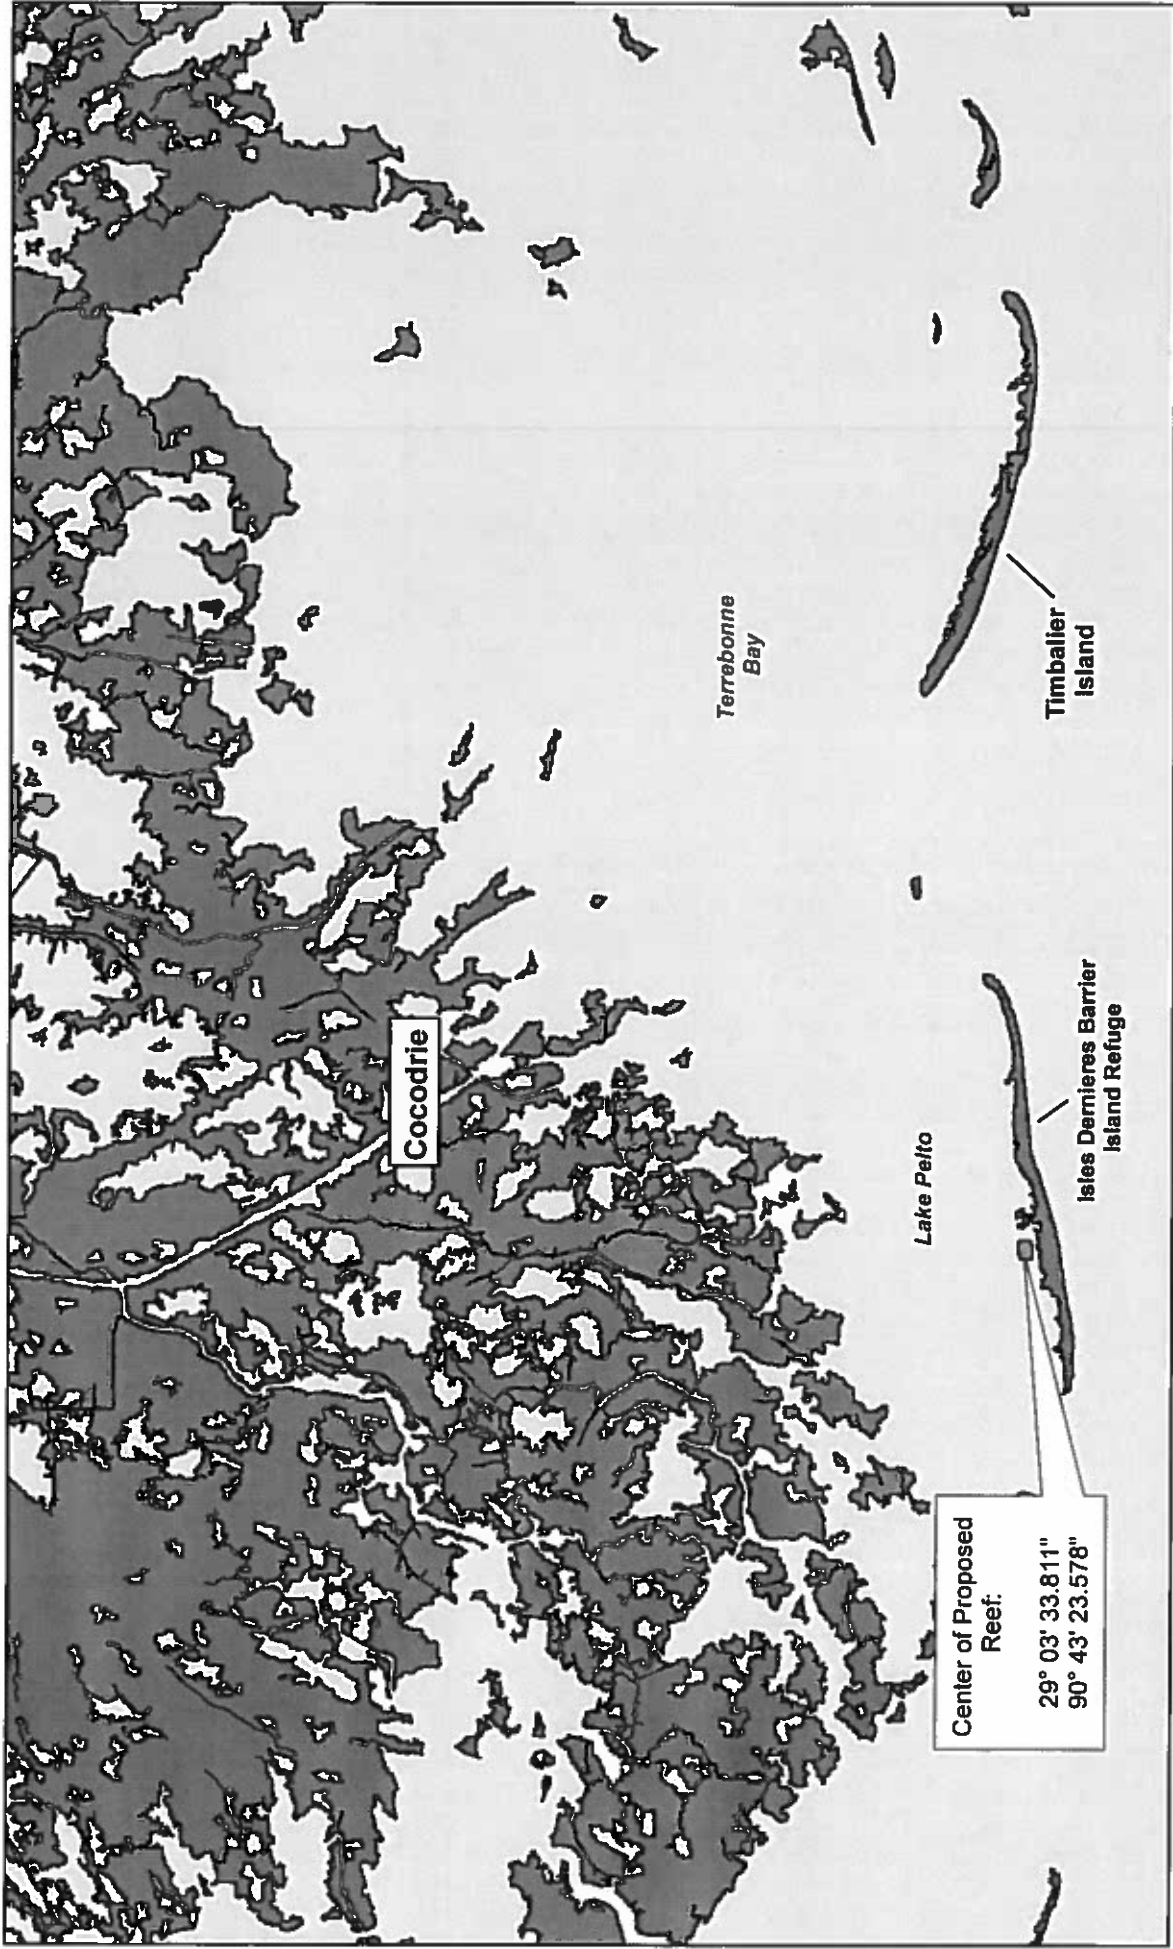 Cocodrie
Terrebonne
Bay
Lake Pelto
Timbalier
Island
Isles Dernieres Barrier
Island Refuge
Center of Proposed
Reef:
29° 03' 33.811"
90° 43' 23.578"